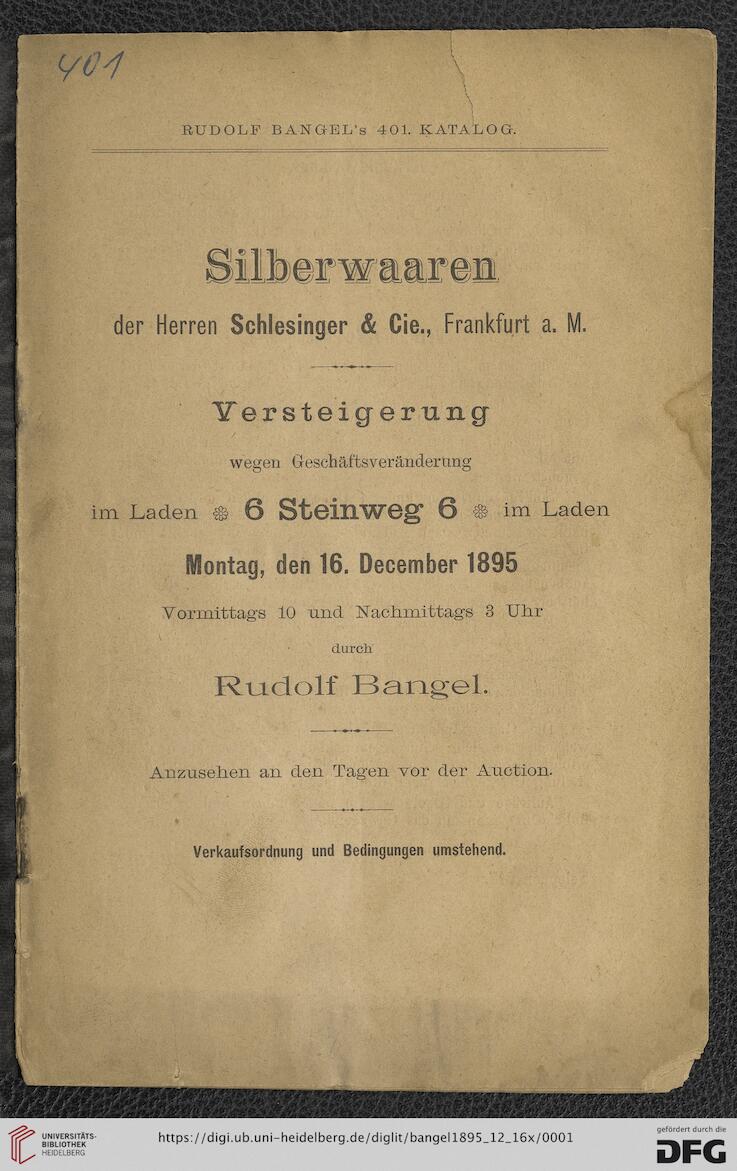 401
RUDOLF BANGEL's 401. KATALOG.
Silberwaaren
der Herren Schlesinger & Cie., Frankfurt a. M.
Versteigerung
wegen Geschäftsveränderung
im Laden ❁ 6 Steinweg 6 ❁ im Laden
Montag, den 16. December 1895
Vormittags 10 und Nachmittags 3 Uhr
durch
Rudolf Bangel.
Anzusehen an den Tagen vor der Auction.
Verkaufsordnung und Bedingungen umstehend.
UNIVERSITÄTS-
BIBLIOTHEK
HEIDELBERG
https://digi.ub.uni-heidelberg.de/diglit/bangel1895_12_16x/0001
gefördert durch die
DFG